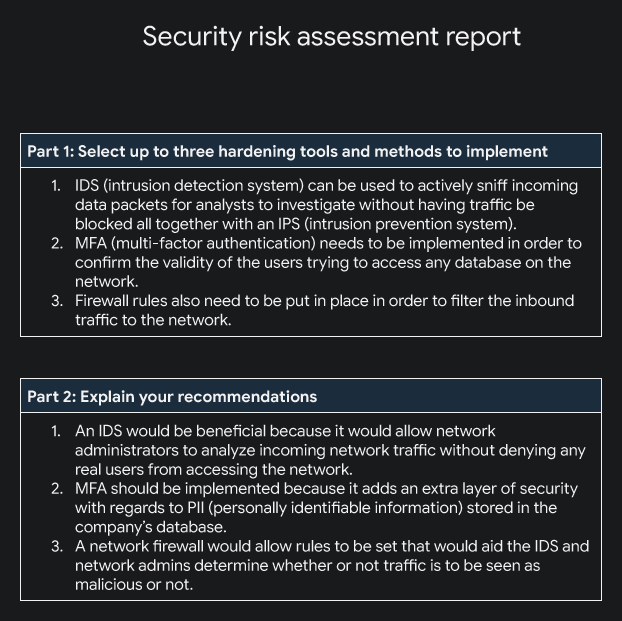 Security risk assessment report
Part 1: Select up to three hardening tools and methods to implement
1. IDS (intrusion detection system) can be used to actively sniff incoming
data packets for analysts to investigate without having traffic be
blocked all together with an IPS (intrusion prevention system).
2. MFA (multi-factor authentication) needs to be implemented in order to
confirm the validity of the users trying to access any database on the
network.
3. Firewall rules also need to be put in place in order to filter the inbound
traffic to the network.
Part 2: Explain your recommendations
1. An IDS would be beneficial because it would allow network
administrators to analyze incoming network traffic without denying any
real users from accessing the network.
2. MFA should be implemented because it adds an extra layer of security
with regards to PII (personally identifiable information) stored in the
company's database.
3. A network firewall would allow rules to be set that would aid the IDS and
network admins determine whether or not traffic is to be seen as
malicious or not.